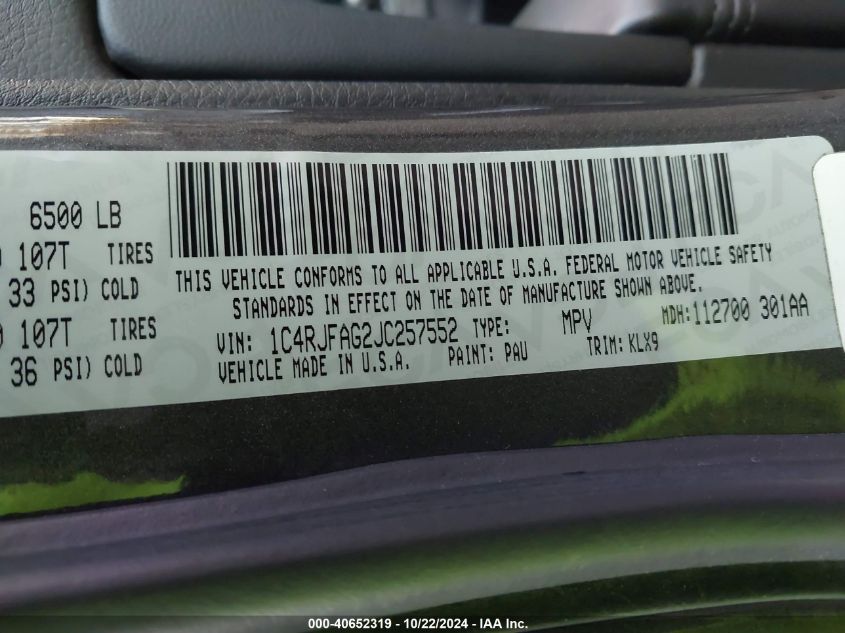 6500 LB
107T TIRES
33 PSI) COLD
107T TIRES
36 PSI) COLD
THIS VEHICLE CONFORMS TO ALL APPLICABLE U.S.A. FEDERAL MOTOR VEHICLE SAFETY
STANDARDS IN EFFECT ON THE DATE OF MANUFACTURE SHOWN ABOVE.
VIN: 1C4RJFAG2JC257552 TYPE: MPV MDH:112700 301AA
VEHICLE MADE IN U.S.A. PAINT: PAU TRIM: KLX9
000-40652319 - 10/22/2024 - IAA Inc.